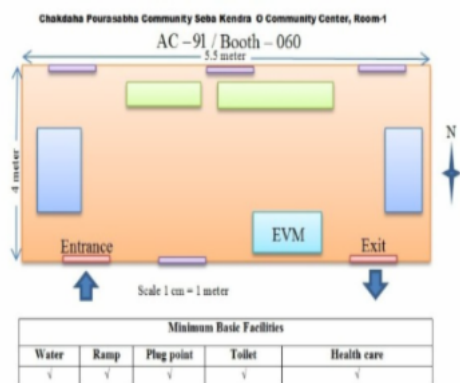 Chakdaha Pourasabha Community Seba Kendra O Community Center, Room-1
AC -91 / Booth – 060
5.5 meter
4 meter
N
EVM
Entrance
Exit
Scale 1 cm = 1 meter
Minimum Basic Facilities
Water Ramp Plug point Toilet Health care
√ √ √ √ √